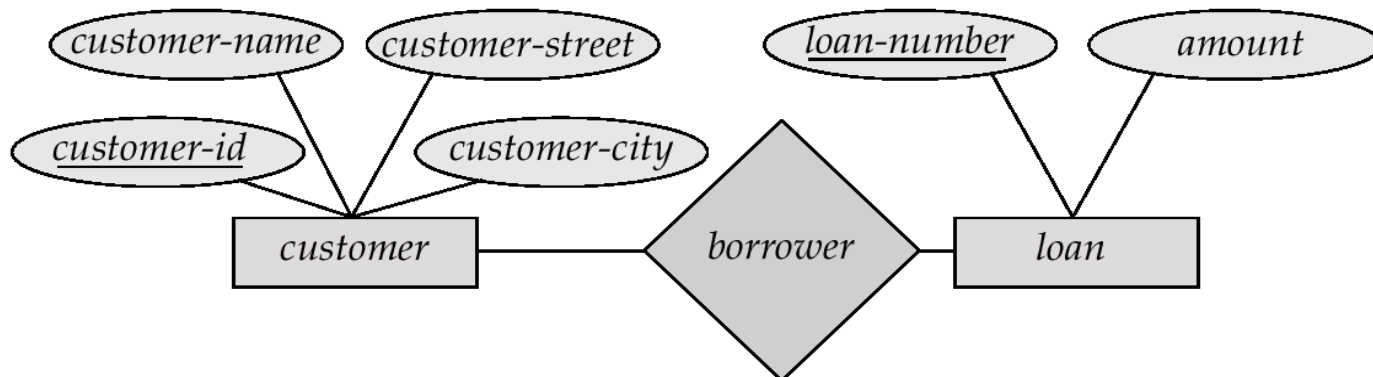 customer-name
customer-street
loan-number
amount
customer-id
customer-city
customer
borrower
loan